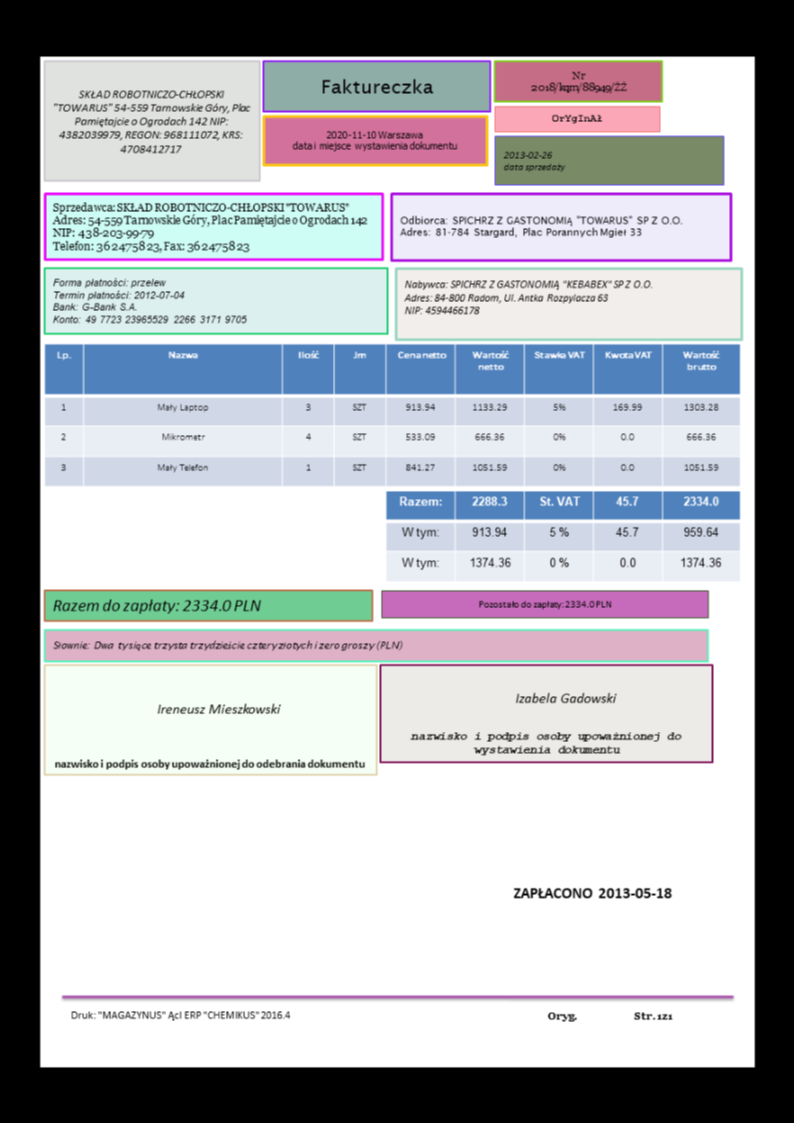 SKŁAD ROBOTNICZO-CHŁOPSKI
"TOWARUS" 54-559 Tarnowskie Góry, Plac
Pamiętajcie o Ogrodach 142 NIP:
4382039979, REGON: 968111072, KRS:
4708412717
Faktureczka
2020-11-10 Warszawa
data i miejsce wystawienia dokumentu
Nr
2018/kqm/88949/ŻŻ
OrYgInAł
2013-02-26
data sprzedaży
Sprzedawca: SKŁAD ROBOTNICZO-CHŁOPSKI "TOWARUS"
Adres: 54-559 Tarnowskie Góry, Plac Pamiętajcie o Ogrodach 142
NIP: 438-203-99-79
Telefon: 362475823, Fax: 362475823
Odbiorca: SPICHRZ Z GASTONOMIĄ "TOWARUS" SP Z O.O.
Adres: 81-784 Stargard, Plac Porannych Mgieł 33
Forma płatności: przelew
Termin płatności: 2012-07-04
Bank: G-Bank S.A.
Konto: 49 7723 23965529 2266 3171 9705
Nabywca: SPICHRZ Z GASTONOMIĄ "KEBABEX" SP Z O.O.
Adres: 84-800 Radom, Ul. Antka Rozpylacza 63
NIP: 4594466178
Lp. Nazwa Ilość Jm Cena netto Wartość netto Stawka VAT Kwota VAT Wartość brutto
1 Mały Laptop 3 SZT 913.94 1133.29 5% 169.99 1303.28
2 Mikrometr 4 SZT 533.09 666.36 0% 0.0 666.36
3 Mały Telefon 1 SZT 841.27 1051.59 0% 0.0 1051.59
Razem: 2288.3 St. VAT 45.7 2334.0
W tym: 913.94 5 % 45.7 959.64
W tym: 1374.36 0 % 0.0 1374.36
Razem do zapłaty: 2334.0 PLN
Pozostało do zapłaty: 2334.0 PLN
Słownie: Dwa tysiące trzysta trzydzieście cztery złotych i zero groszy (PLN)
Ireneusz Mieszkowski
nazwisko i podpis osoby upoważnionej do odebrania dokumentu
Izabela Gadowski
nazwisko i podpis osoby upoważnionej do
wystawienia dokumentu
ZAPŁACONO 2013-05-18
Druk: "MAGAZYNUS" Ącl ERP "CHEMIKUS" 2016.4
Oryg. Str. 1z1